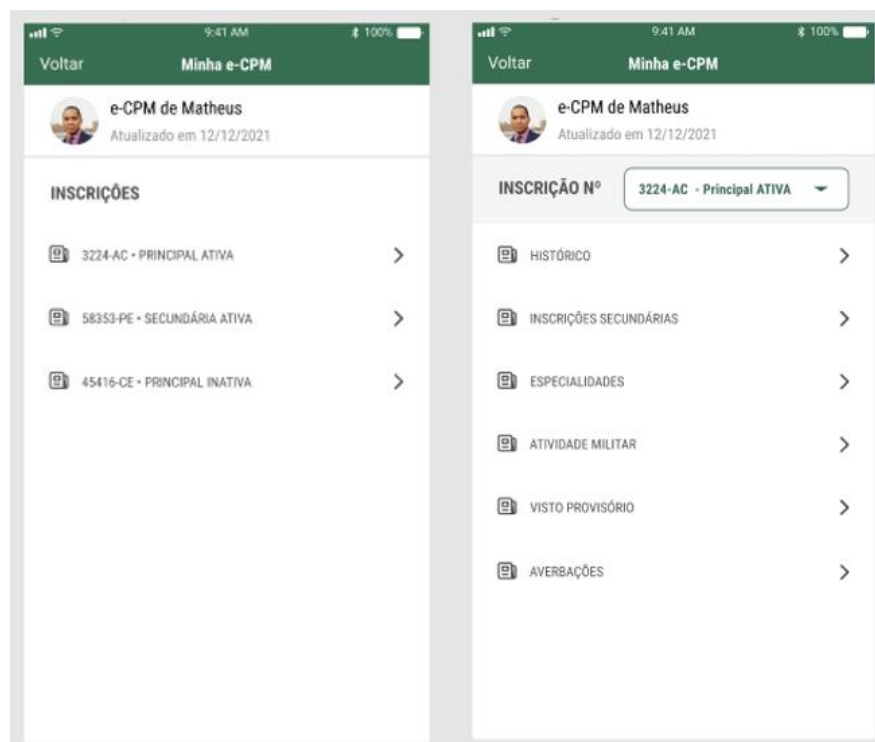 9:41 AM
100%
Voltar
Minha e-CPM
e-CPM de Matheus
Atualizado em 12/12/2021
INSCRIÇÕES
3224-AC • PRINCIPAL ATIVA
58353-PE • SECUNDÁRIA ATIVA
45416-CE • PRINCIPAL INATIVA
9:41 AM
100%
Voltar
Minha e-CPM
e-CPM de Matheus
Atualizado em 12/12/2021
INSCRIÇÃO Nº
3224-AC - Principal ATIVA
HISTÓRICO
INSCRIÇÕES SECUNDÁRIAS
ESPECIALIDADES
ATIVIDADE MILITAR
VISTO PROVISÓRIO
AVERBAÇÕES